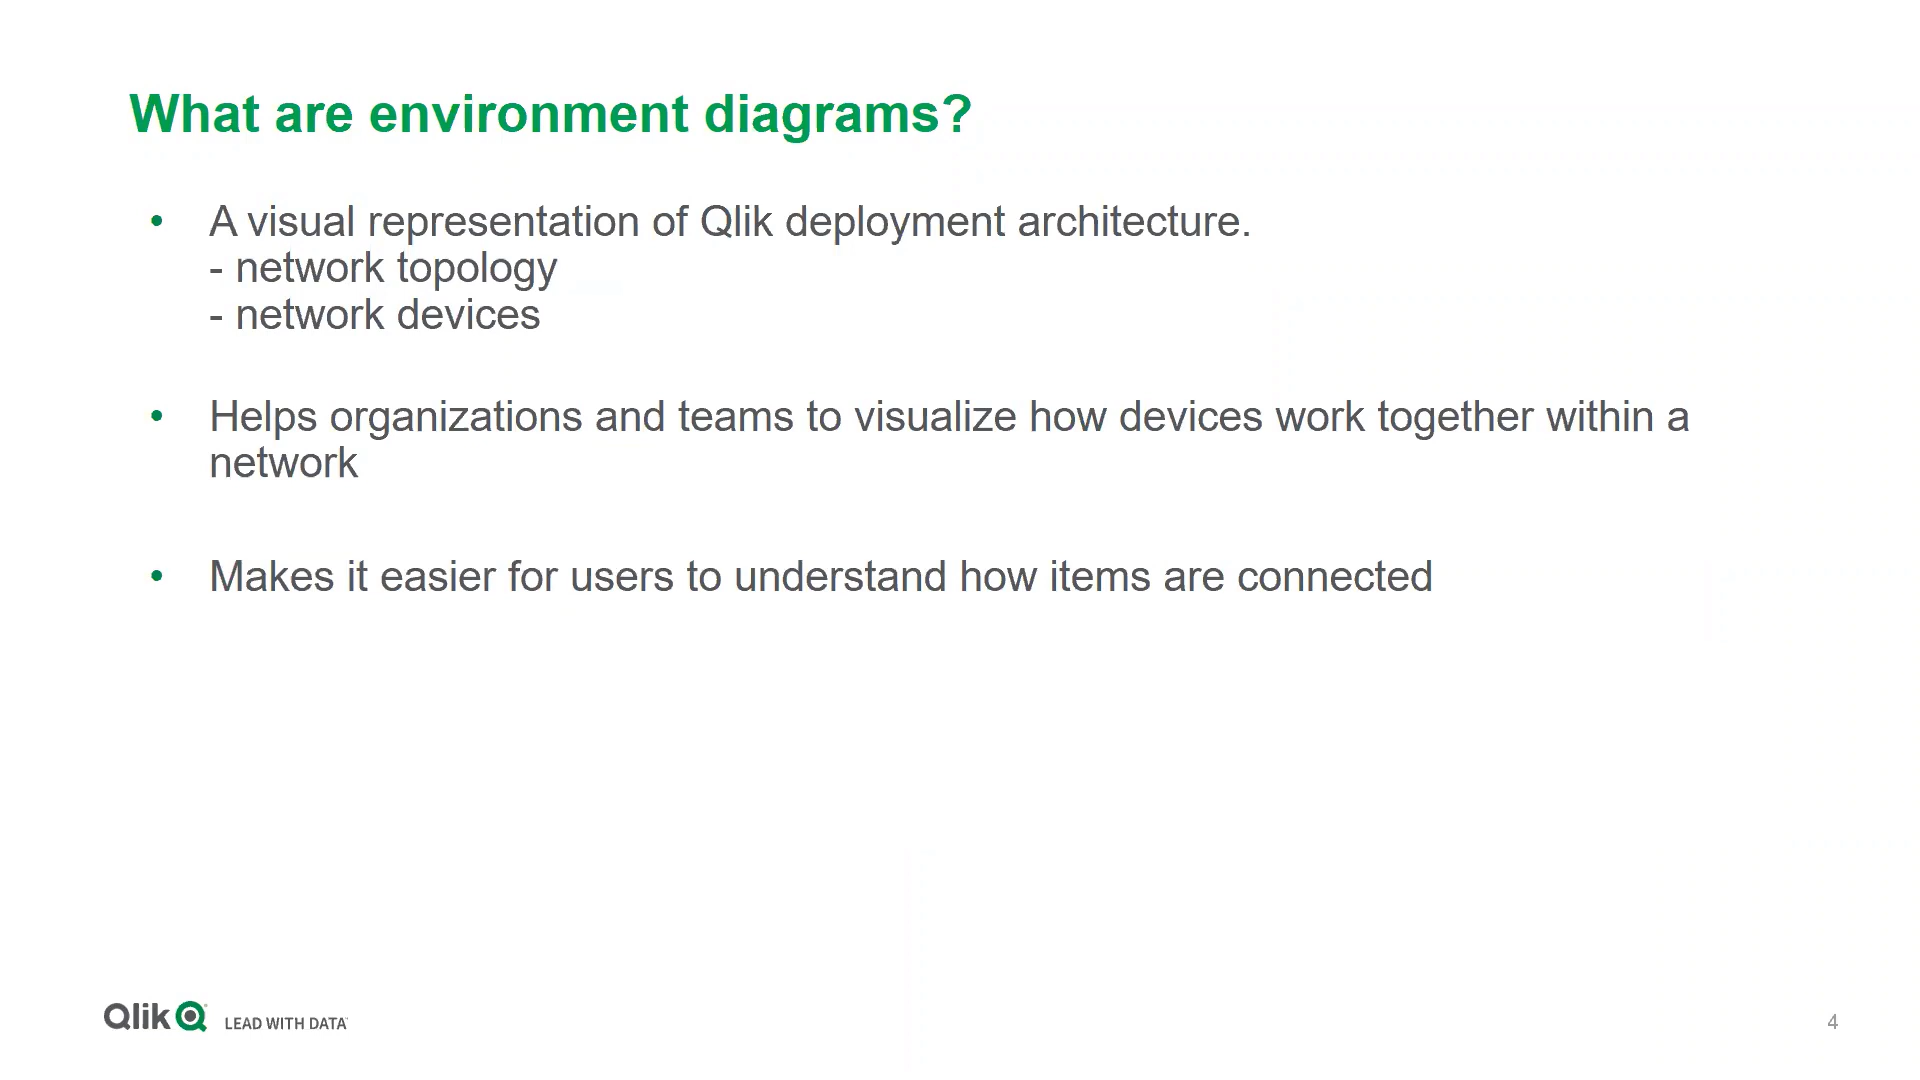 What are environment diagrams?
• A visual representation of Qlik deployment architecture.
- network topology
- network devices
• Helps organizations and teams to visualize how devices work together within a
network
• Makes it easier for users to understand how items are connected
Qlik LEAD WITH DATA
4